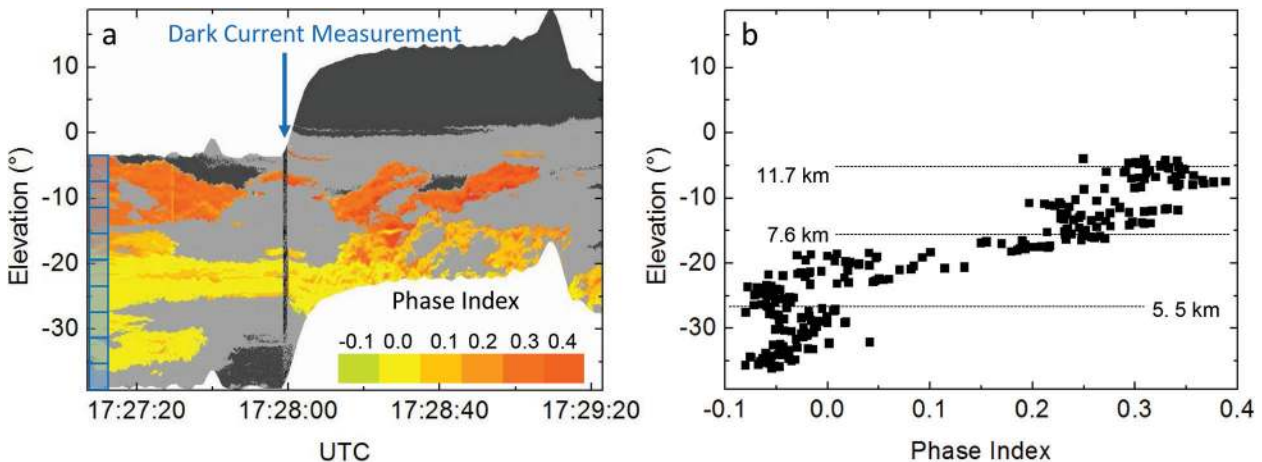 a
Dark Current Measurement
10
0
-10
-20
-30
Elevation (°)
Phase Index
-0.1 0.0 0.1 0.2 0.3 0.4
17:27:20 17:28:00 17:28:40 17:29:20
UTC
b
10
0
-10
-20
-30
Elevation (°)
11.7 km
7.6 km
5. 5 km
-0.1 0.0 0.1 0.2 0.3 0.4
Phase Index